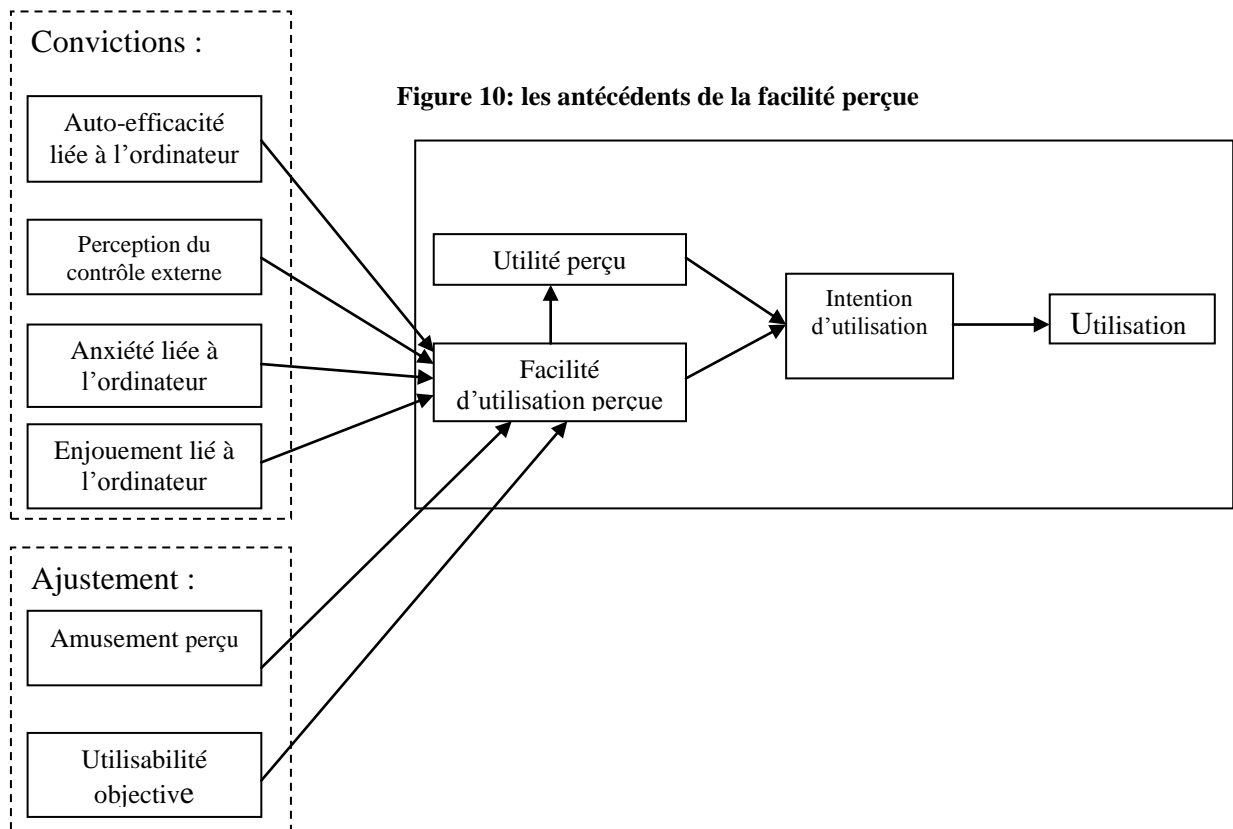 Convictions :
Figure 10: les antécédents de la facilité perçue
Auto-efficacité
liée à l’ordinateur
Perception du
contrôle externe
Anxiété liée à
l’ordinateur
Enjouement lié à
l’ordinateur
Utilité perçu
Facilité
d’utilisation perçue
Intention
d’utilisation
Utilisation
Ajustement :
Amusement perçu
Utilisabilité
objective